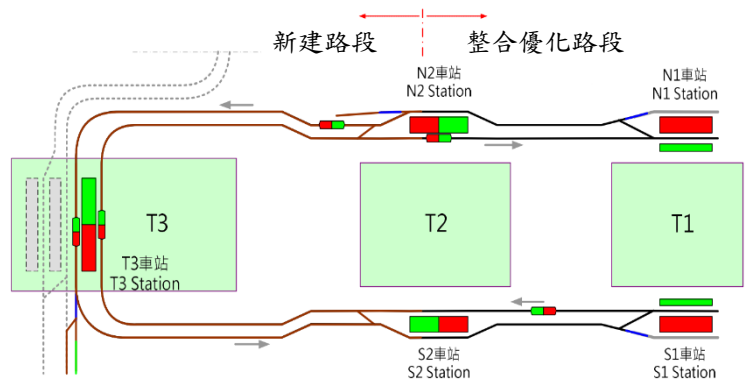 新建路段
整合優化路段
N2車站
N2 Station
N1車站
N1 Station
T3
T2
T1
T3車站
T3 Station
S2車站
S2 Station
S1車站
S1 Station